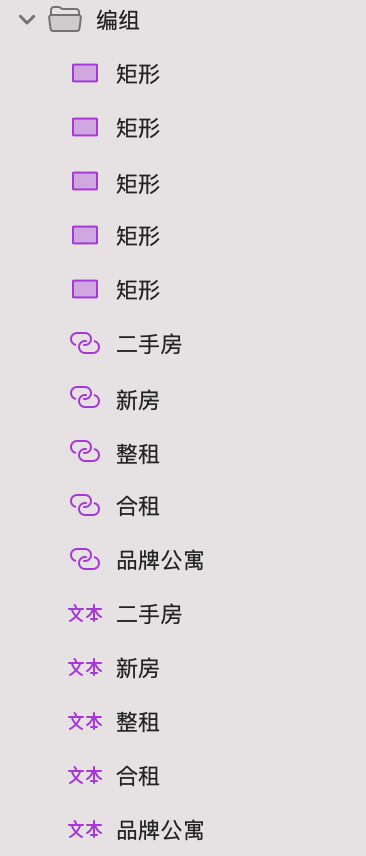 编组
矩形
矩形
矩形
矩形
矩形
二手房
新房
整租
合租
品牌公寓
文本 二手房
文本 新房
文本 整租
文本 合租
文本 品牌公寓